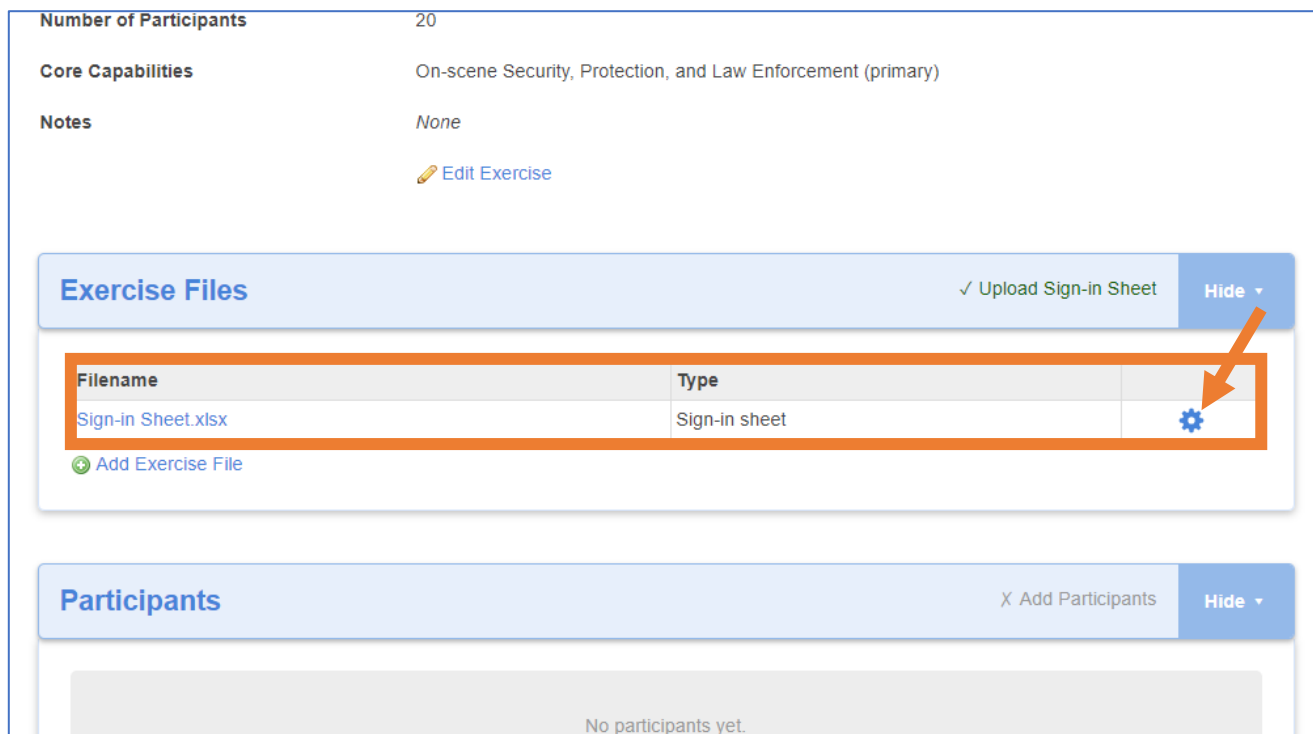 Number of Participants 20
Core Capabilities On-scene Security, Protection, and Law Enforcement (primary)
Notes None
Edit Exercise
Exercise Files ✓ Upload Sign-in Sheet Hide
Filename Type
Sign-in Sheet.xlsx Sign-in sheet
Add Exercise File
Participants X Add Participants Hide
No participants yet.